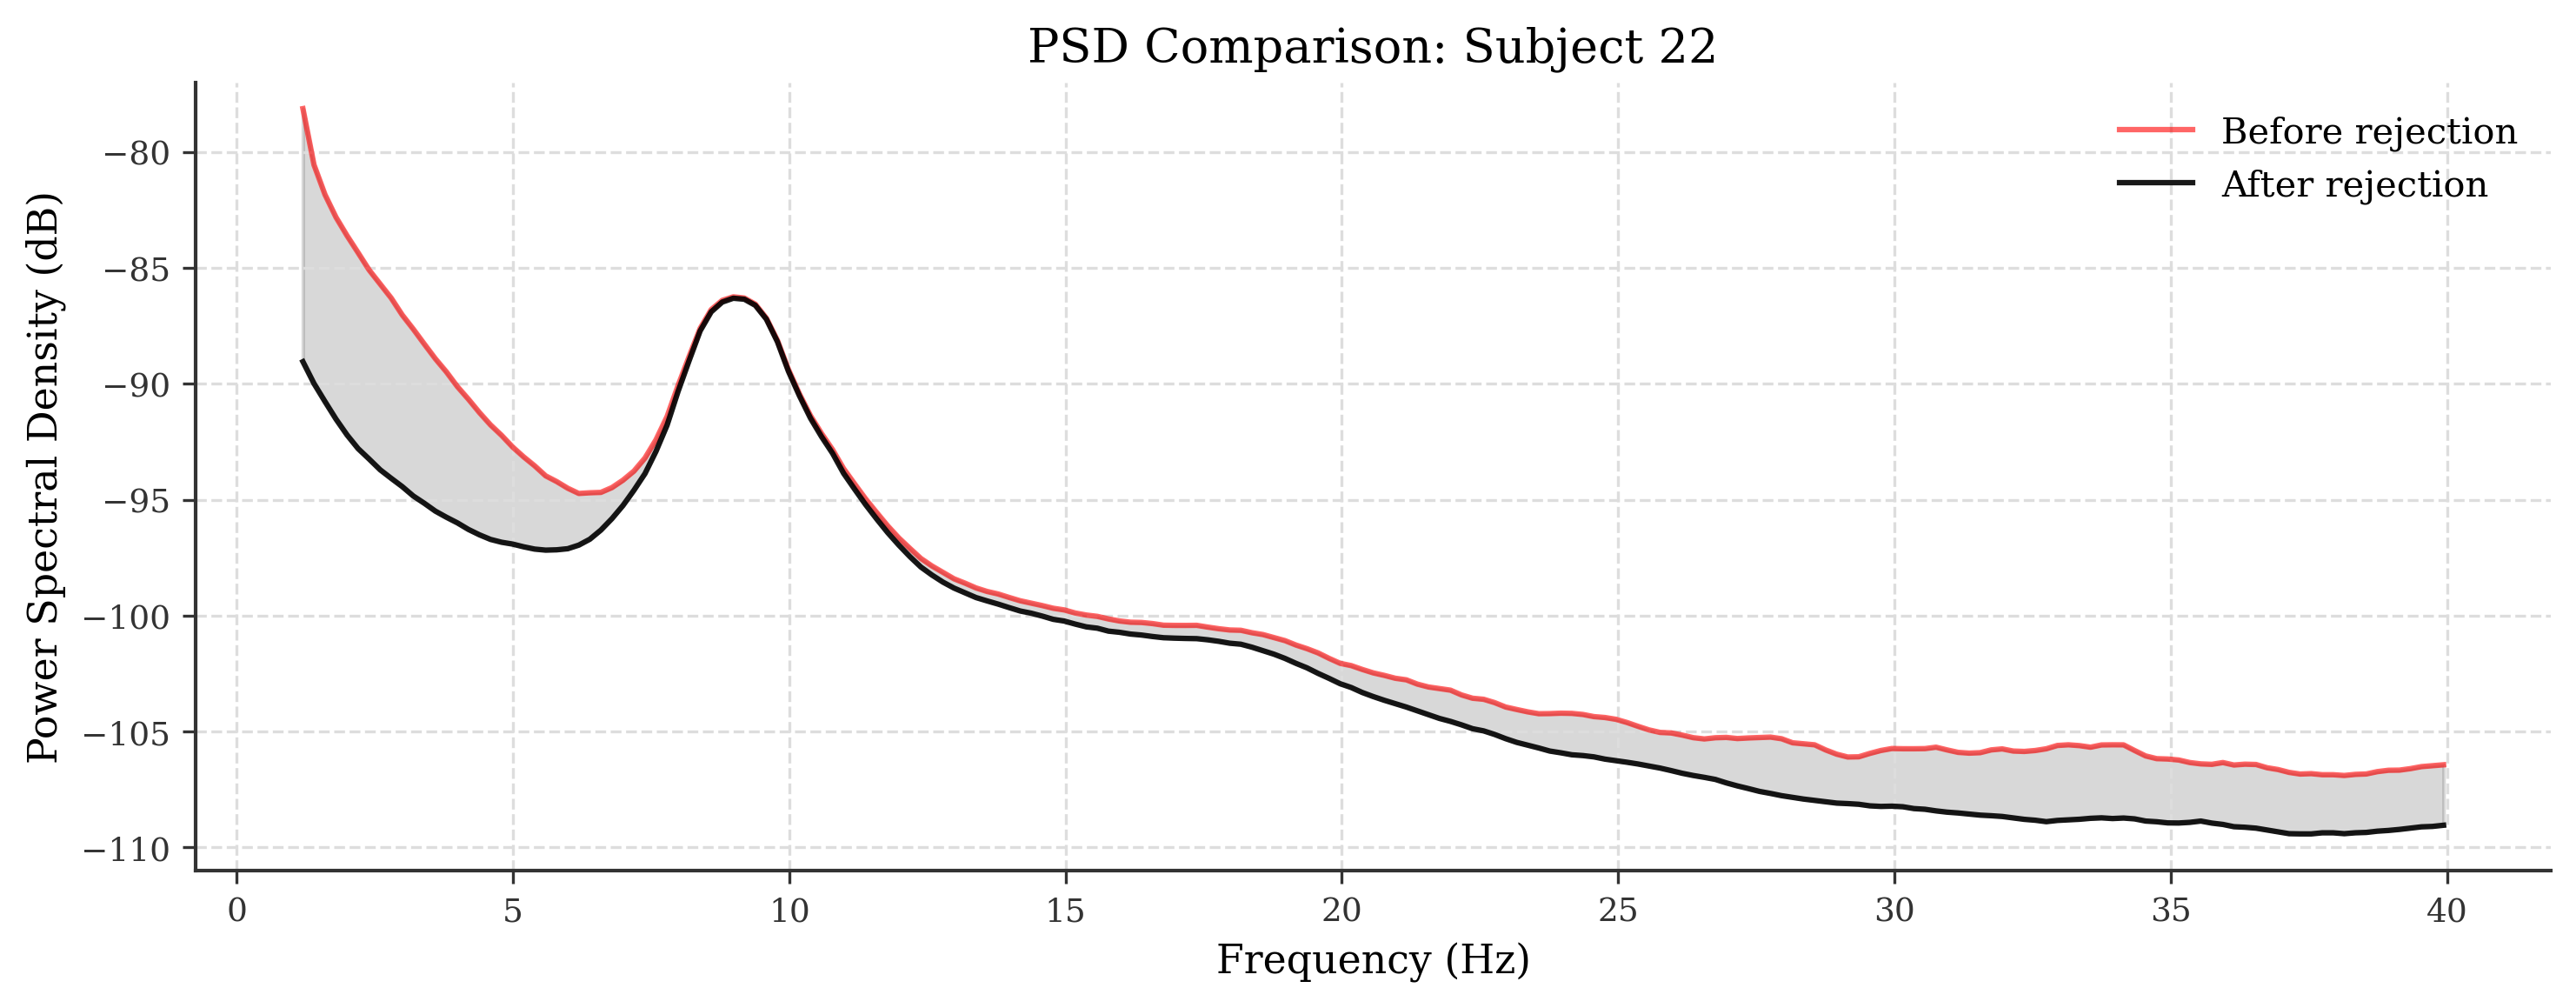 PSD Comparison: Subject 22
Before rejection
After rejection
Power Spectral Density (dB)
−80
−85
−90
−95
−100
−105
−110
0 5 10 15 20 25 30 35 40
Frequency (Hz)